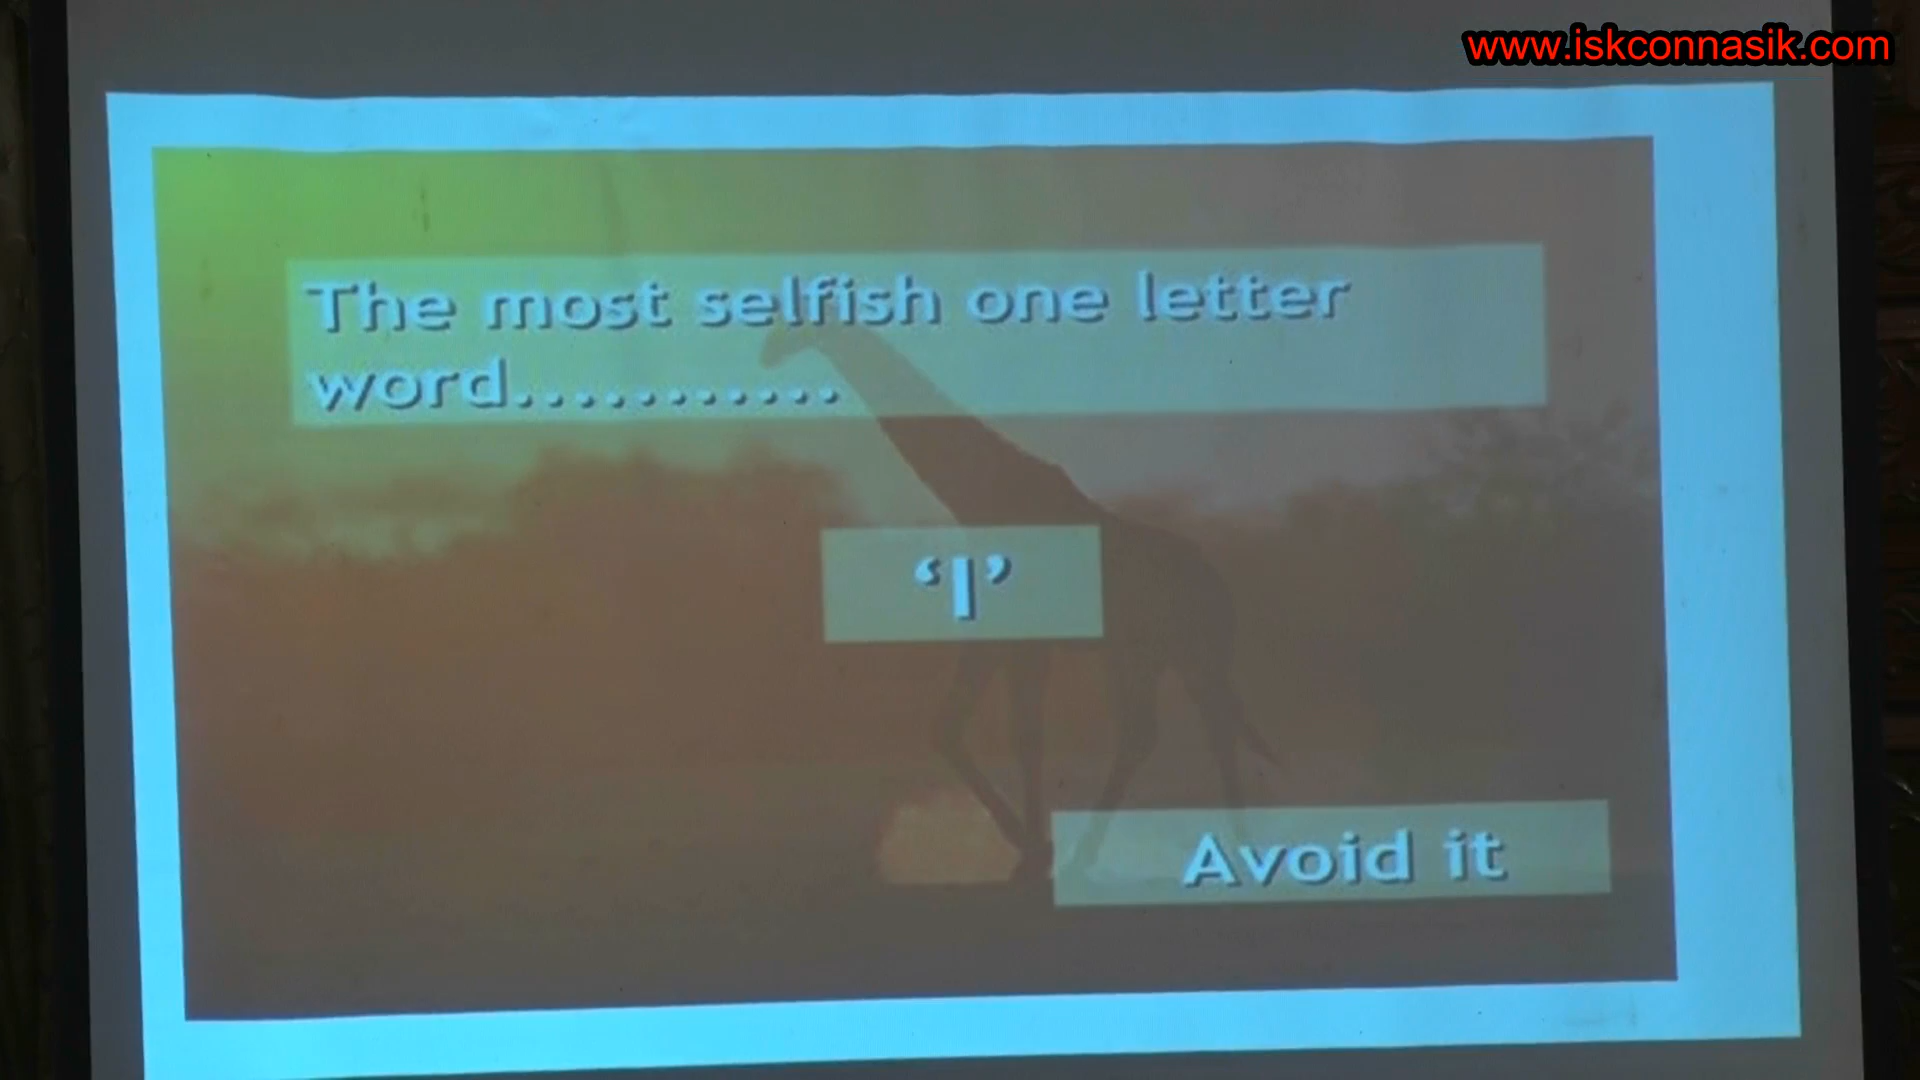 www.iskconnasik.com
The most selfish one letter
word...........
‘I’
Avoid it